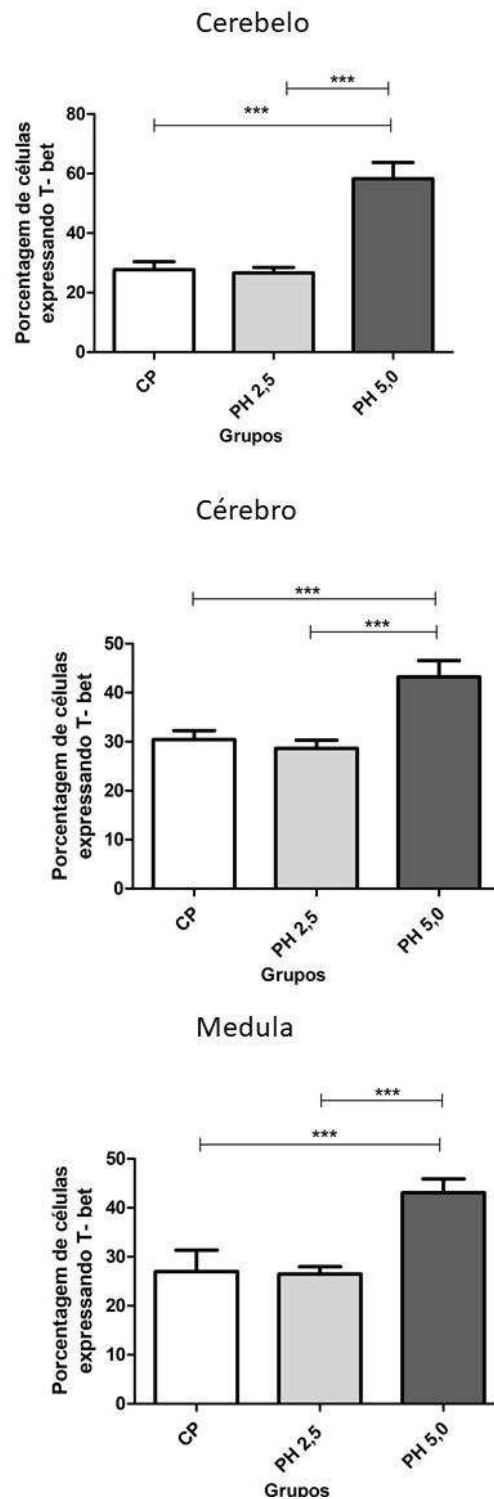 Cerebelo
***
***
Porcentagem de células
expressando T- bet
80
60
40
20
0
CP
PH 2,5
PH 5,0
Grupos
Cérebro
***
***
Porcentagem de células
expressando T- bet
50
40
30
20
10
0
CP
PH 2,5
PH 5,0
Grupos
Medula
***
***
Porcentagem de células
expressando T- bet
50
40
30
20
10
0
CP
PH 2,5
PH 5,0
Grupos